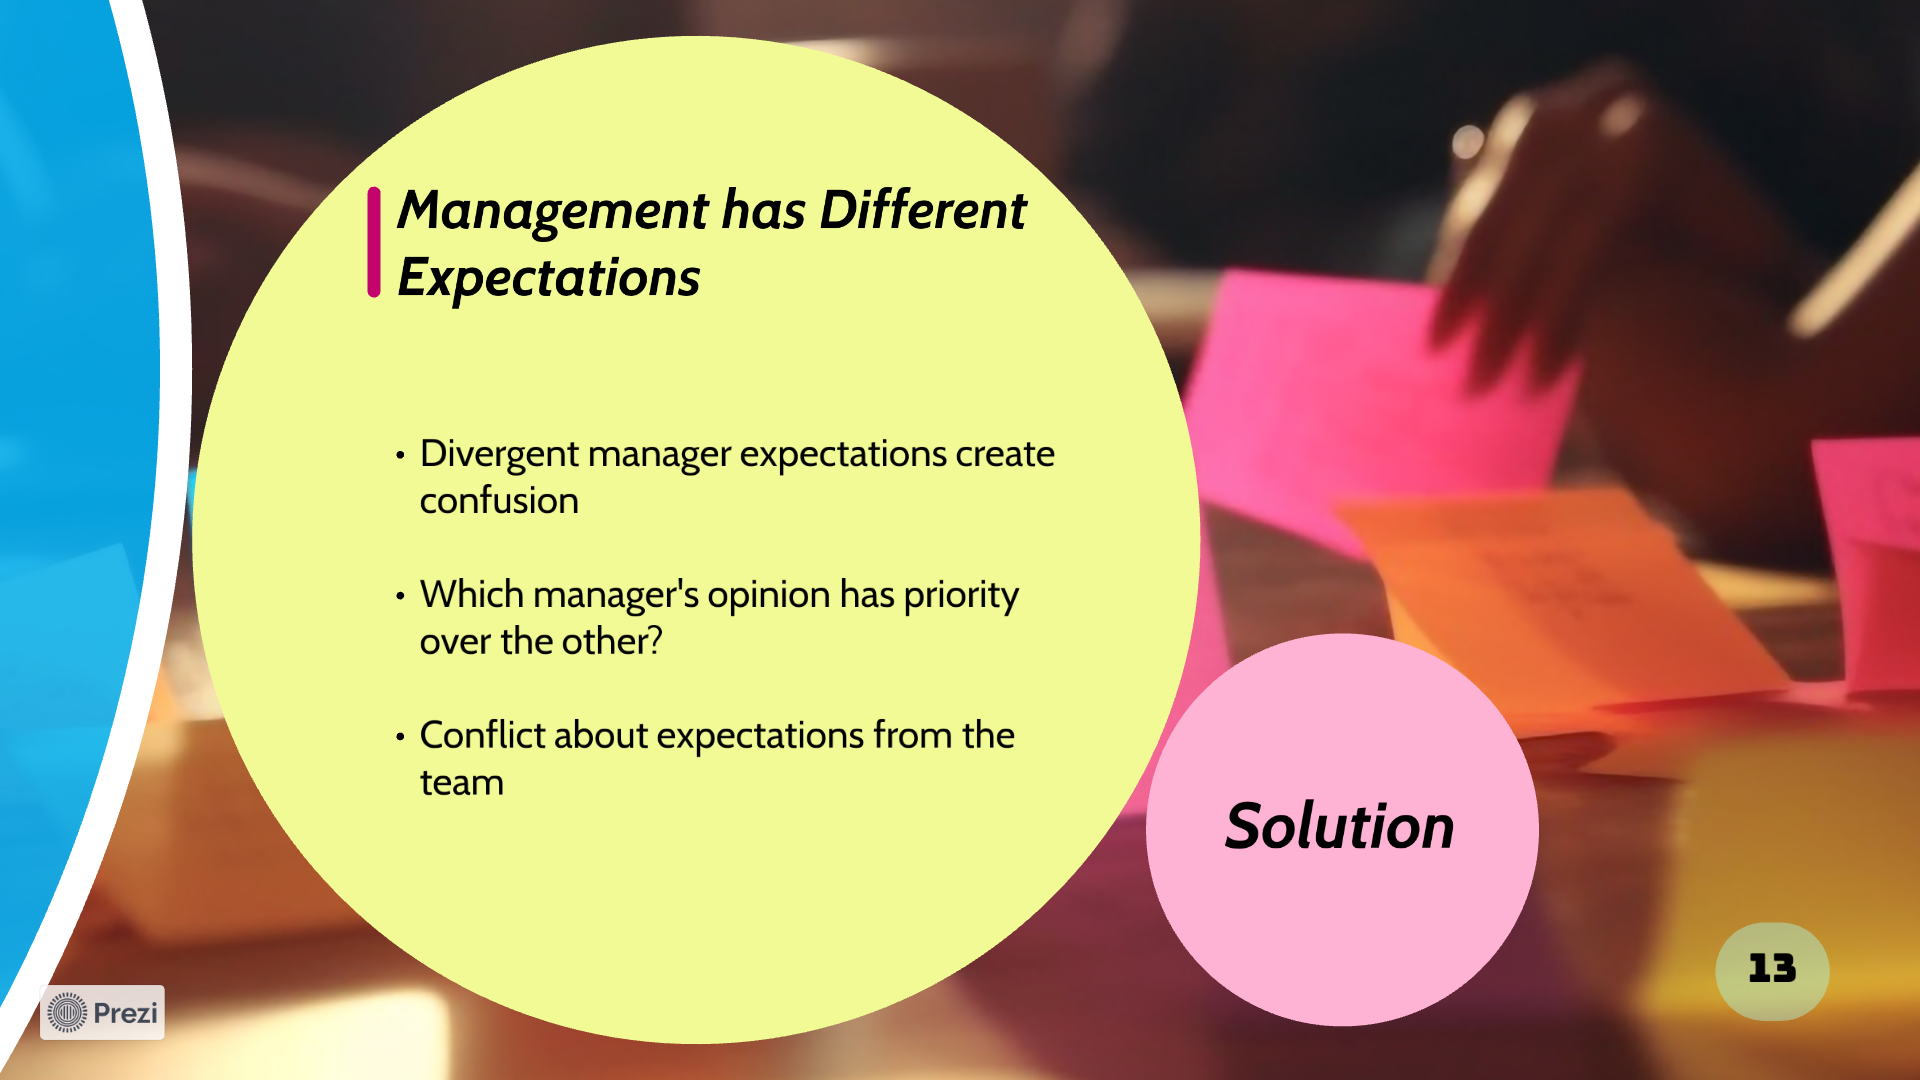 Management has Different
Expectations
• Divergent manager expectations create
confusion
• Which manager's opinion has priority
over the other?
• Conflict about expectations from the
team
Solution
13
Prezi